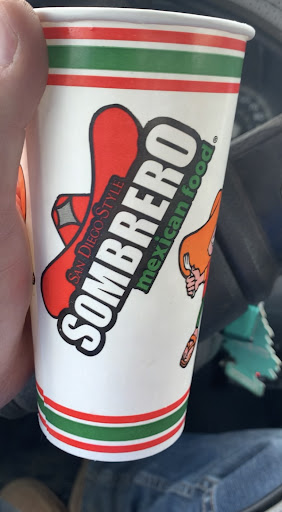 San Diego Style
SOMBRERO
mexican food®